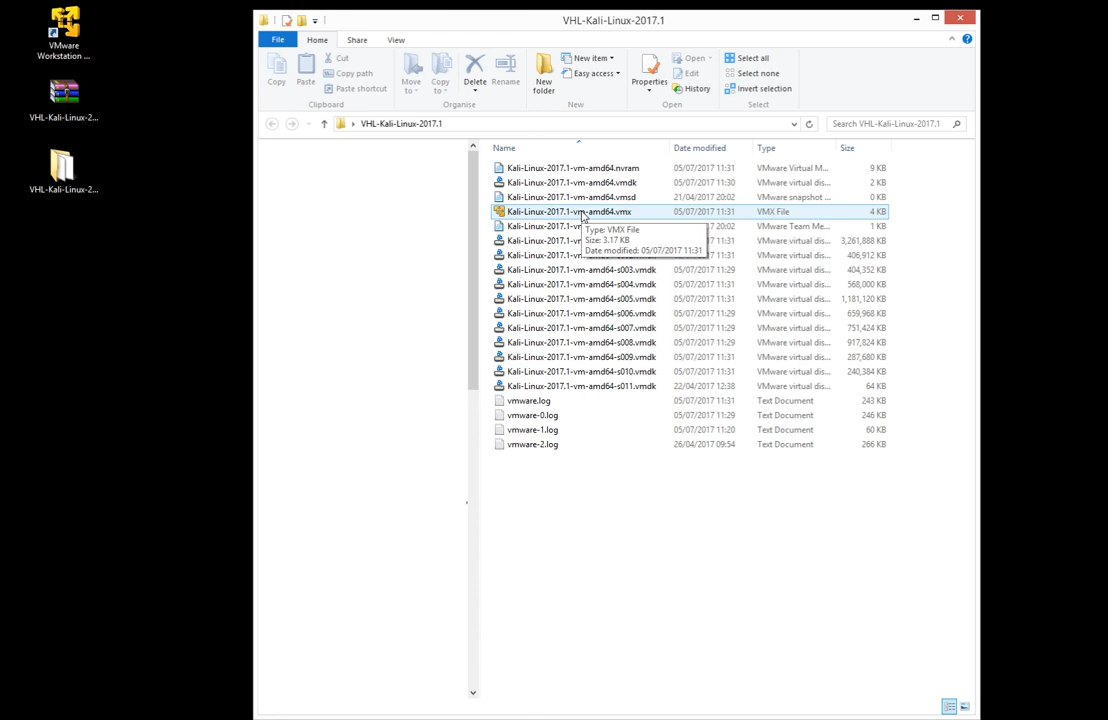 VMware
Workstation ...
VHL-Kali-Linux-2...
VHL-Kali-Linux-2...
VHL-Kali-Linux-2017.1
File Home Share View
Copy
Paste
Cut
Copy path
Paste shortcut
Clipboard
Move
to
Copy
to
Delete
Rename
Organise
New
folder
New item
Easy access
New
Properties
Open
Edit
History
Open
Select all
Select none
Invert selection
Select
VHL-Kali-Linux-2017.1
Search VHL-Kali-Linux-2017.1
Name Date modified Type Size
Kali-Linux-2017.1-vm-amd64.nvram 05/07/2017 11:31 VMware Virtual M... 9 KB
Kali-Linux-2017.1-vm-amd64.vmdk 05/07/2017 11:30 VMware virtual dis... 2 KB
Kali-Linux-2017.1-vm-amd64.vmsd 21/04/2017 20:02 VMware snapshot ... 0 KB
Kali-Linux-2017.1-vm-amd64.vmx 05/07/2017 11:31 VMX File 4 KB
Kali-Linux-2017.1-v 20:02 VMware Team Me... 1 KB
Type: VMX File
Size: 3.17 KB
Date modified: 05/07/2017 11:31
Kali-Linux-2017.1-v VMware virtual dis... 3,261,888 KB
Kali-Linux-2017.1-vm-amd64 VMware virtual dis... 406,912 KB
Kali-Linux-2017.1-vm-amd64-s003.vmdk 05/07/2017 11:29 VMware virtual dis... 404,352 KB
Kali-Linux-2017.1-vm-amd64-s004.vmdk 05/07/2017 11:31 VMware virtual dis... 568,000 KB
Kali-Linux-2017.1-vm-amd64-s005.vmdk 05/07/2017 11:31 VMware virtual dis... 1,181,120 KB
Kali-Linux-2017.1-vm-amd64-s006.vmdk 05/07/2017 11:29 VMware virtual dis... 659,968 KB
Kali-Linux-2017.1-vm-amd64-s007.vmdk 05/07/2017 11:31 VMware virtual dis... 751,424 KB
Kali-Linux-2017.1-vm-amd64-s008.vmdk 05/07/2017 11:29 VMware virtual dis... 917,824 KB
Kali-Linux-2017.1-vm-amd64-s009.vmdk 05/07/2017 11:31 VMware virtual dis... 287,680 KB
Kali-Linux-2017.1-vm-amd64-s010.vmdk 05/07/2017 11:31 VMware virtual dis... 240,384 KB
Kali-Linux-2017.1-vm-amd64-s011.vmdk 22/04/2017 12:38 VMware virtual dis... 64 KB
vmware.log 05/07/2017 11:31 Text Document 243 KB
vmware-0.log 05/07/2017 11:29 Text Document 246 KB
vmware-1.log 05/07/2017 11:20 Text Document 60 KB
vmware-2.log 26/04/2017 09:54 Text Document 266 KB